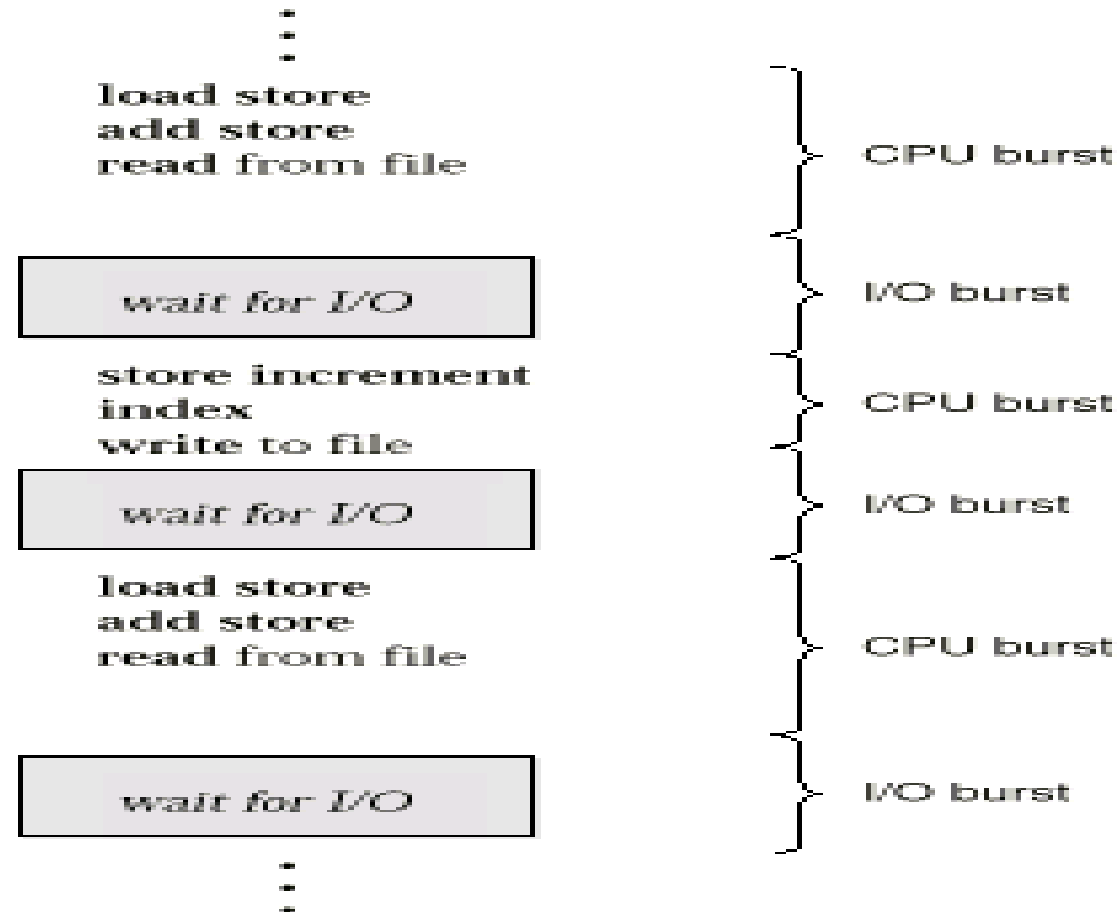 load store
add store
read from file
CPU burst
wait for I/O
I/O burst
store increment
index
write to file
CPU burst
wait for I/O
I/O burst
load store
add store
read from file
CPU burst
wait for I/O
I/O burst